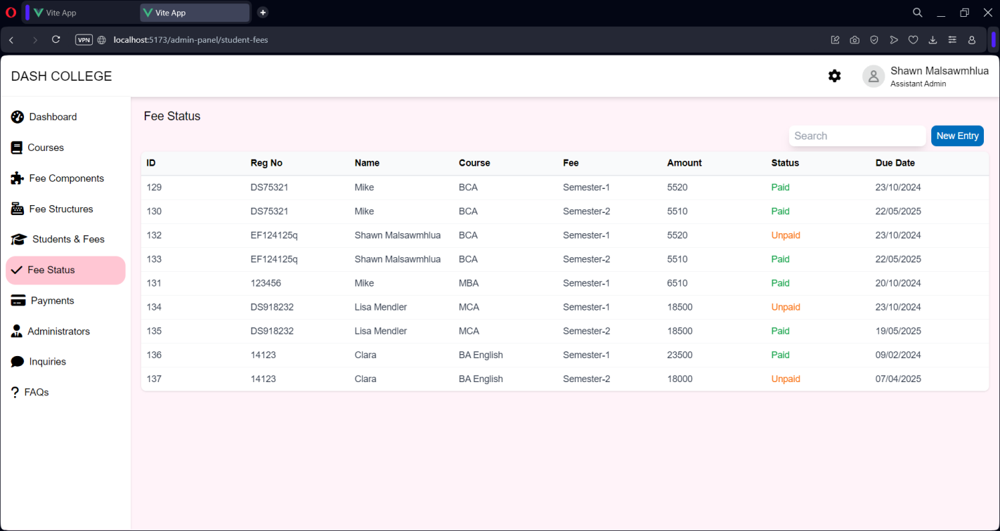 Vite App Vite App
VPN localhost:5173/admin-panel/student-fees
DASH COLLEGE
Shawn Malsawmhlua
Assistant Admin
Dashboard
Courses
Fee Components
Fee Structures
Students & Fees
Fee Status
Payments
Administrators
Inquiries
FAQs
Fee Status
Search New Entry
ID Reg No Name Course Fee Amount Status Due Date
129 DS75321 Mike BCA Semester-1 5520 Paid 23/10/2024
130 DS75321 Mike BCA Semester-2 5510 Paid 22/05/2025
132 EF124125q Shawn Malsawmhlua BCA Semester-1 5520 Unpaid 23/10/2024
133 EF124125q Shawn Malsawmhlua BCA Semester-2 5510 Paid 22/05/2025
131 123456 Mike MBA Semester-1 6510 Paid 20/10/2024
134 DS918232 Lisa Mendler MCA Semester-1 18500 Unpaid 23/10/2024
135 DS918232 Lisa Mendler MCA Semester-2 18500 Paid 19/05/2025
136 14123 Clara BA English Semester-1 23500 Paid 09/02/2024
137 14123 Clara BA English Semester-2 18000 Unpaid 07/04/2025